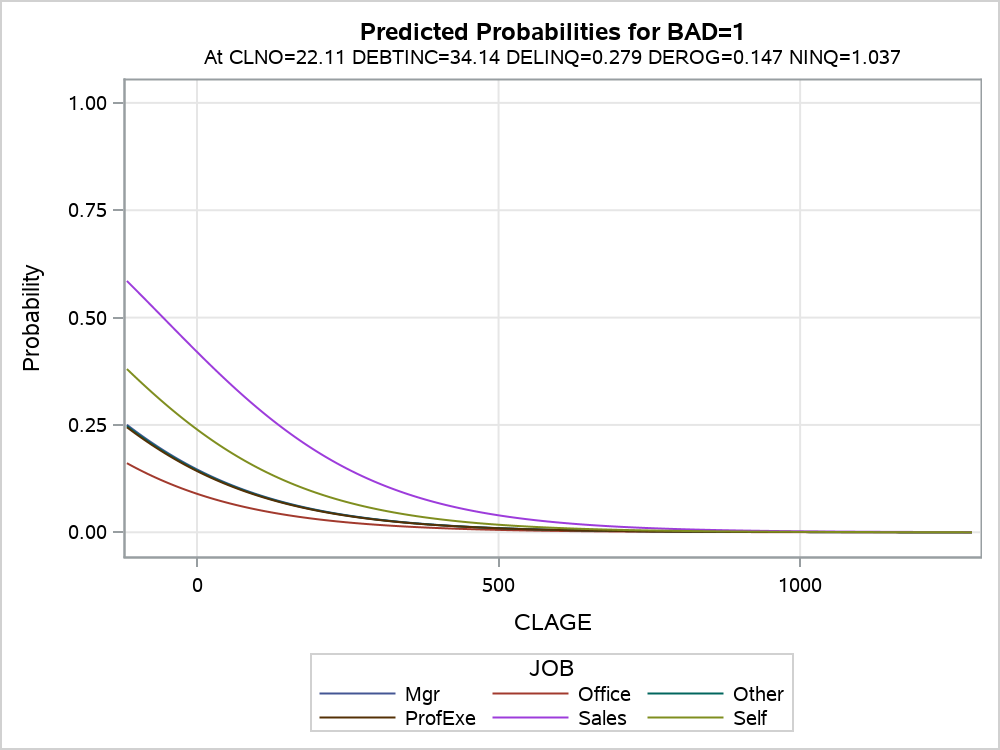 Predicted Probabilities for BAD=1
At CLNO=22.11 DEBTINC=34.14 DELINQ=0.279 DEROG=0.147 NINQ=1.037
1.00
0.75
0.50
0.25
0.00
Probability
0 500 1000
CLAGE
JOB
Mgr Office Other
ProfExe Sales Self